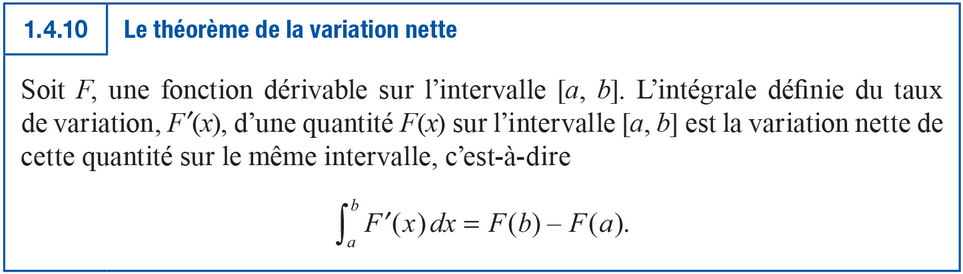 1.4.10 Le théorème de la variation nette
Soit F, une fonction dérivable sur l’intervalle [a, b]. L’intégrale définie du taux
de variation, F′(x), d’une quantité F(x) sur l’intervalle [a, b] est la variation nette de
cette quantité sur le même intervalle, c’est-à-dire
∫ₐᵇ F′(x) dx = F(b) – F(a).